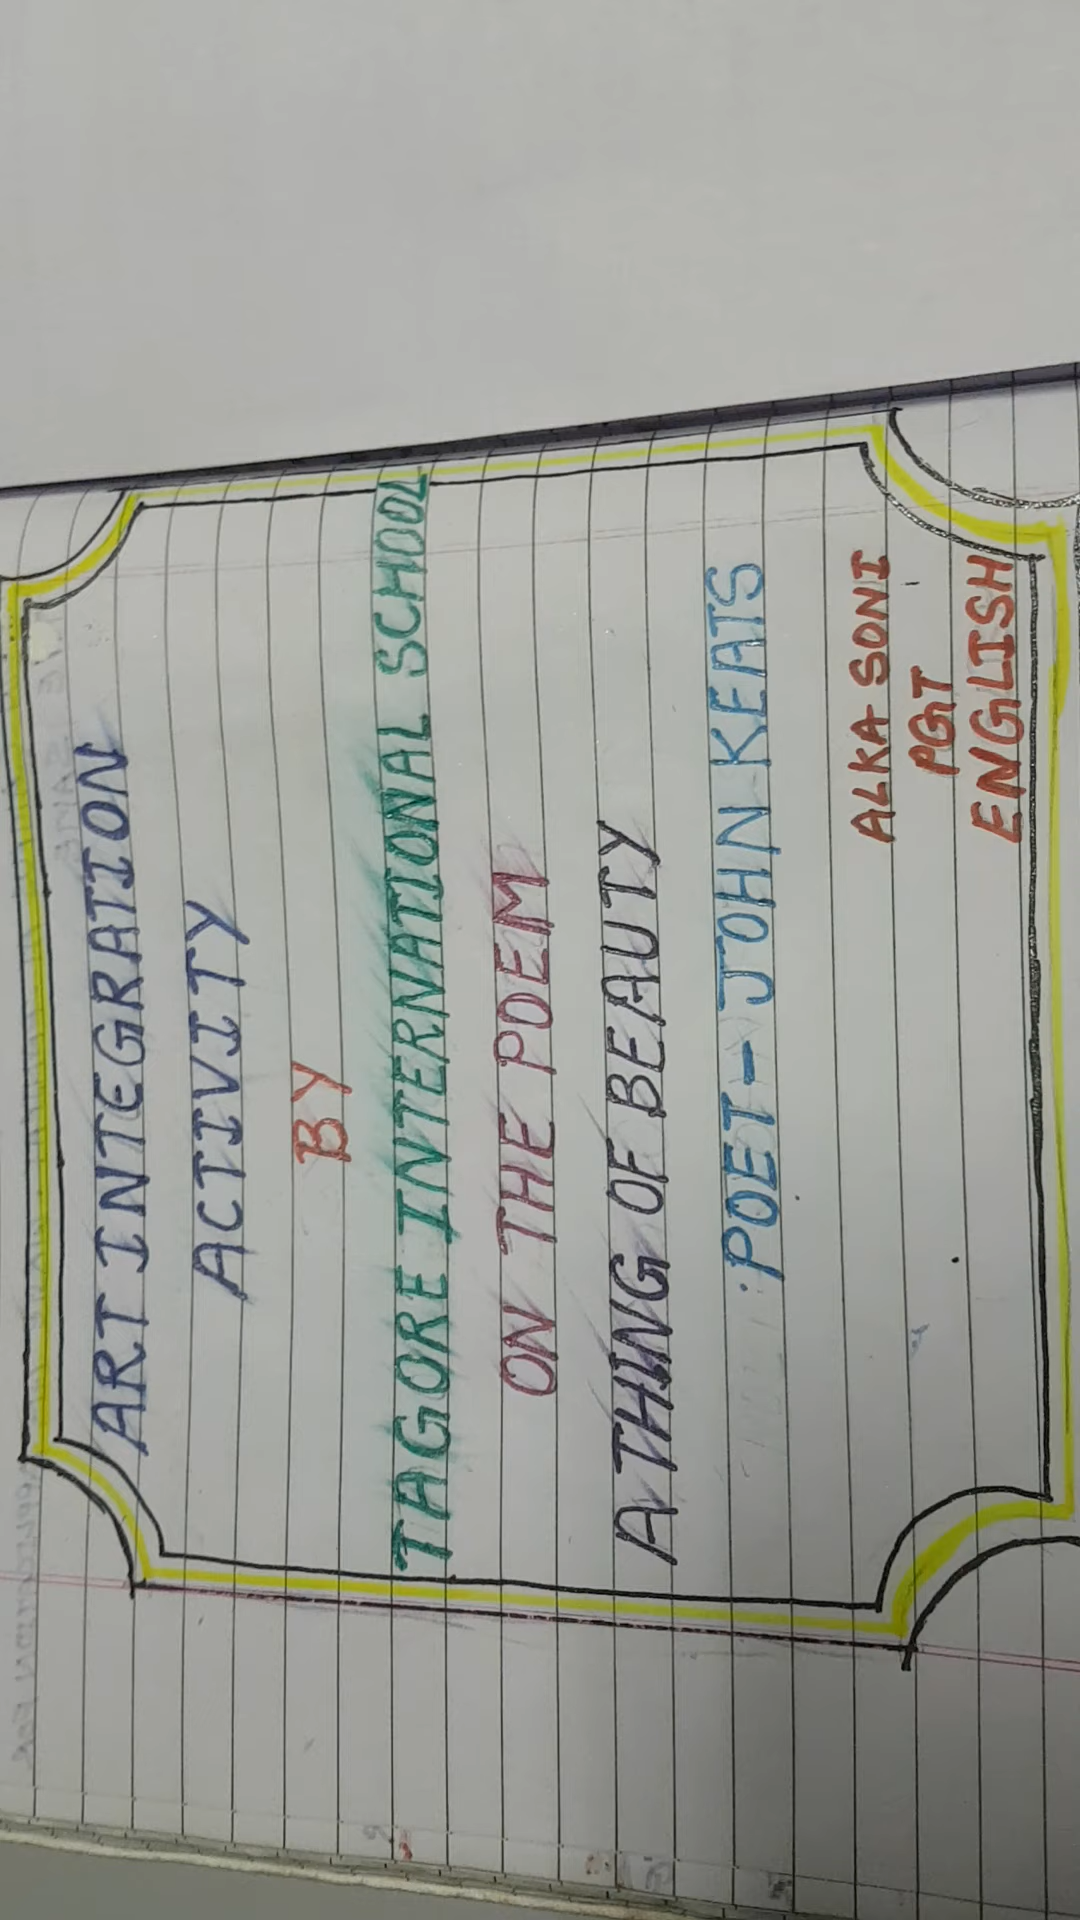 ART INTEGRATION
ACTIVITY
BY
TAGORE INTERNATIONAL SCHOOL
ON THE POEM
A THING OF BEAUTY
POET - JOHN KEATS
ALKA SONI
PGT
ENGLISH